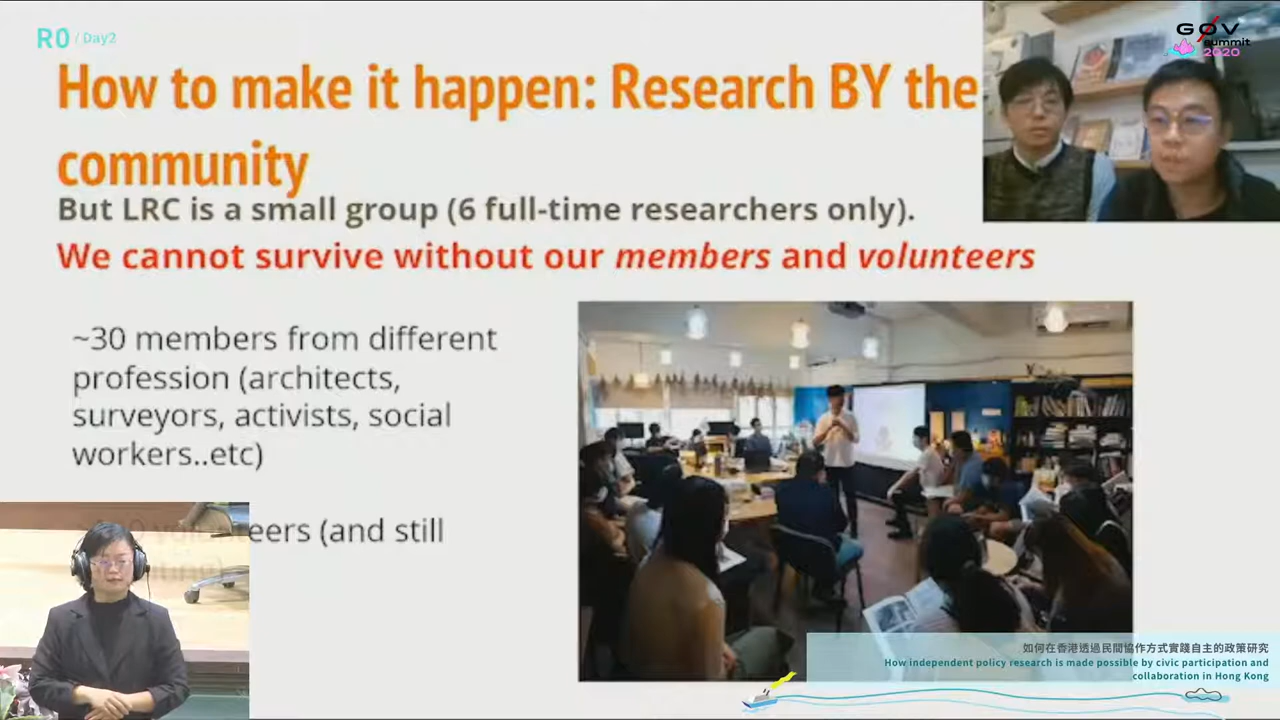 R0 / Day2
GØV
summit
2020
How to make it happen: Research BY the
community
But LRC is a small group (6 full-time researchers only).
We cannot survive without our members and volunteers
~30 members from different
profession (architects,
surveyors, activists, social
workers..etc)
(and still
如何在香港透過民間協作方式實踐自主的政策研究
How independent policy research is made possible by civic participation and
collaboration in Hong Kong